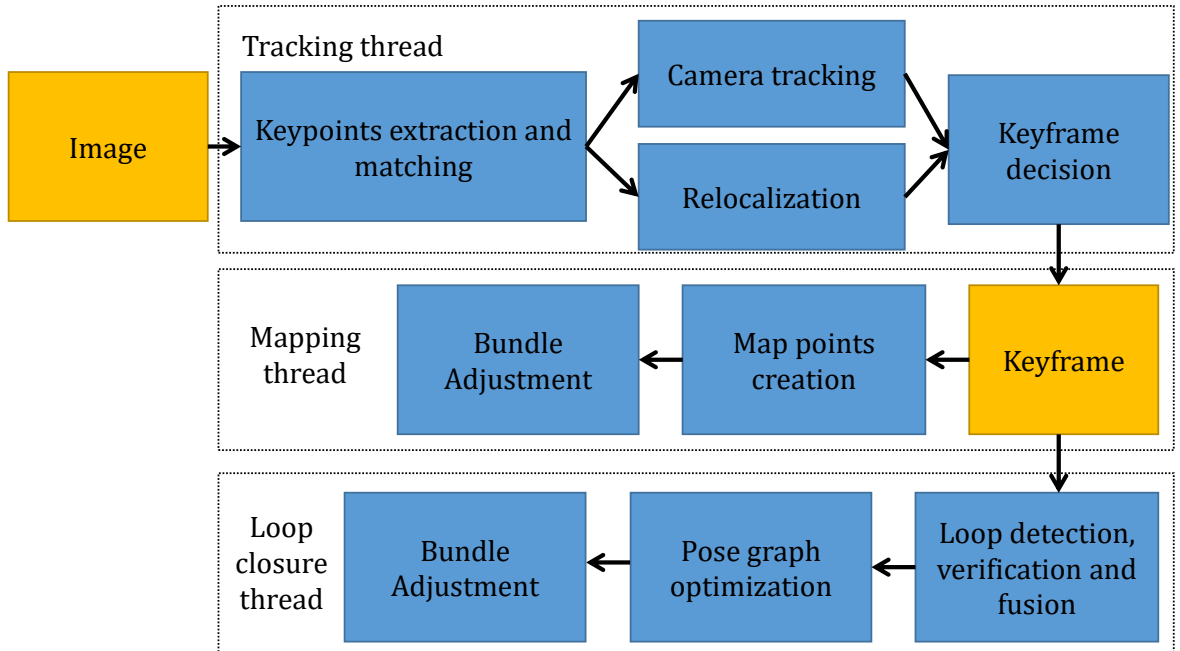 Tracking thread
Image
Keypoints extraction and
matching
Camera tracking
Relocalization
Keyframe
decision
Mapping
thread
Bundle
Adjustment
Map points
creation
Keyframe
Loop
closure
thread
Bundle
Adjustment
Pose graph
optimization
Loop detection,
verification and
fusion